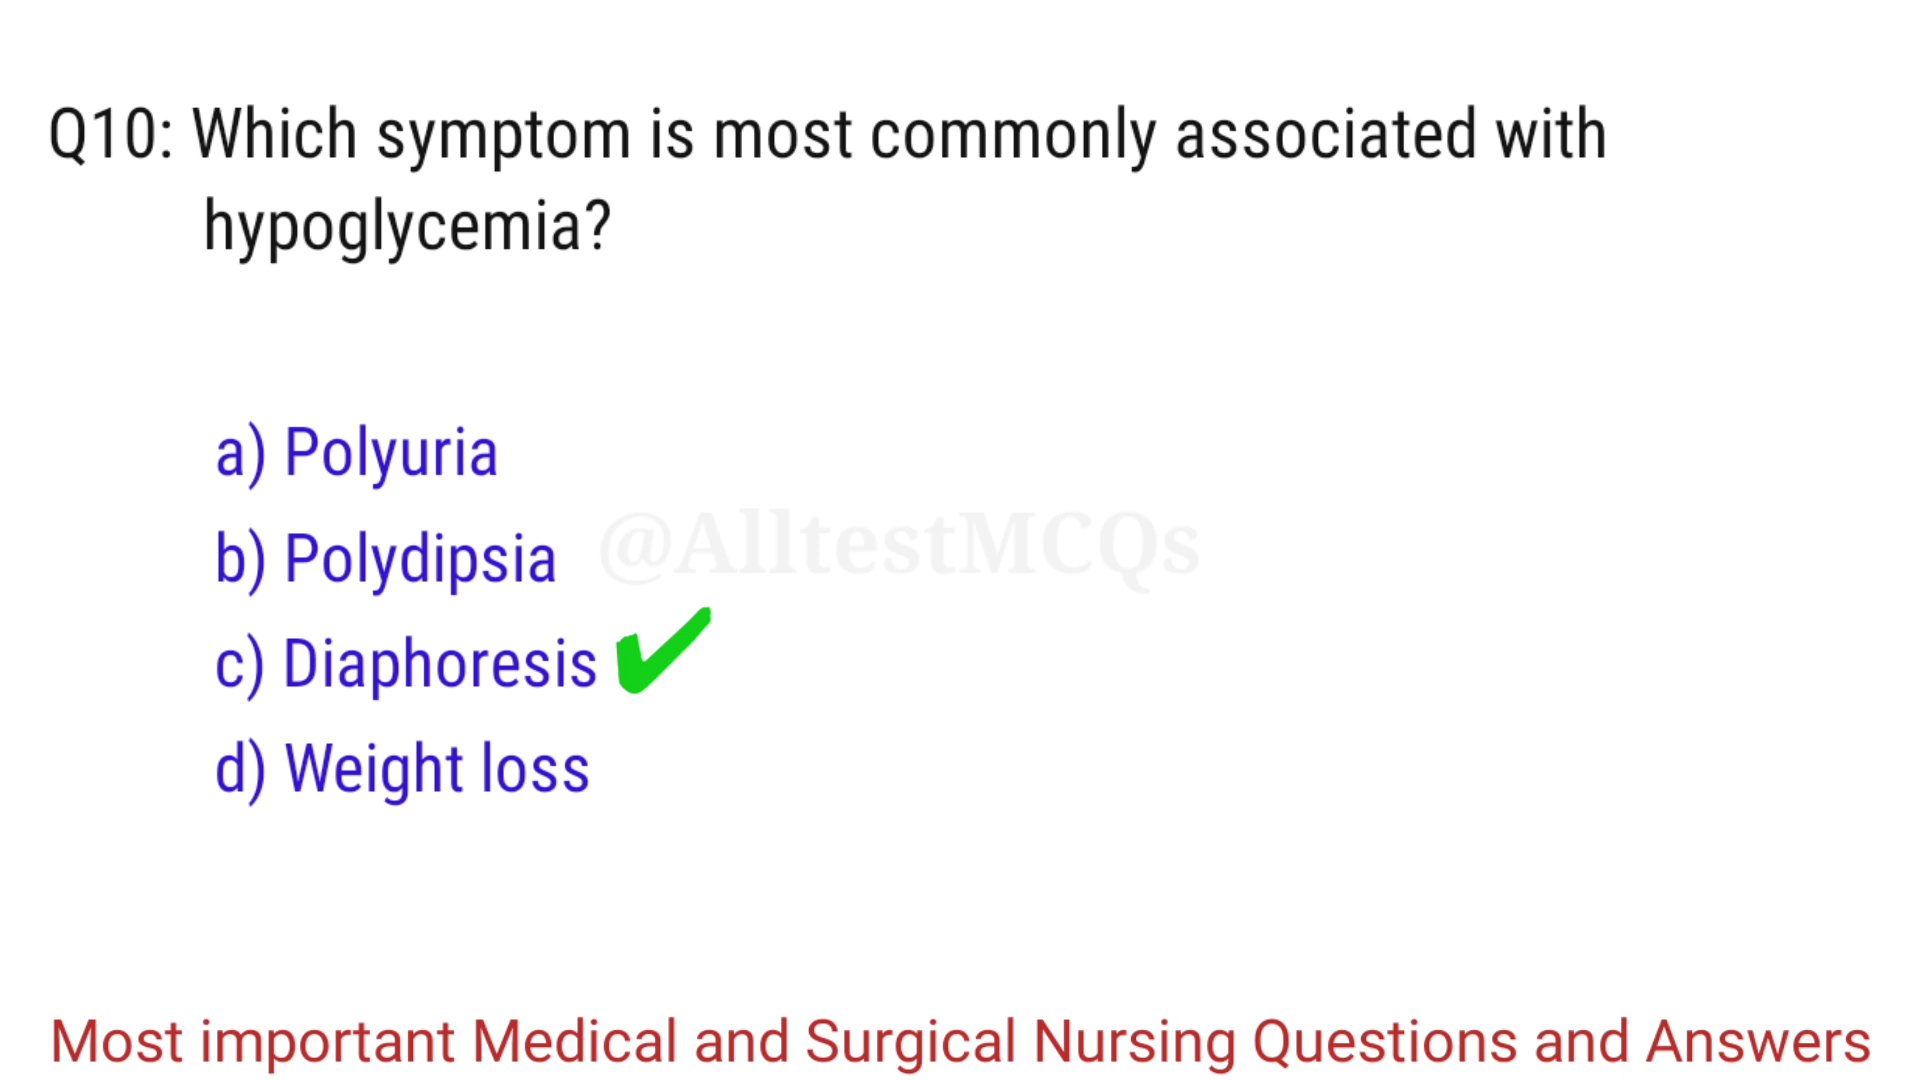 Q10: Which symptom is most commonly associated with
hypoglycemia?
a) Polyuria
b) Polydipsia
@AlltestMCQs
c) Diaphoresis
d) Weight loss
Most important Medical and Surgical Nursing Questions and Answers